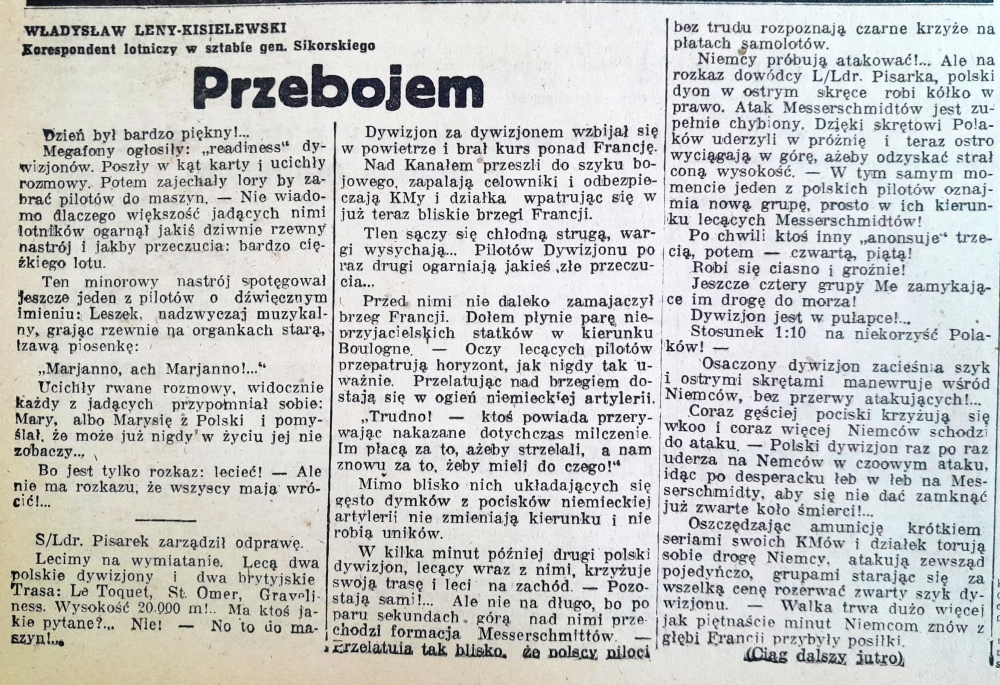 WŁADYSŁAW LENY-KISIELEWSKI
Korespondent lotniczy w sztabie gen. Sikorskiego
Przebojem
Dzień był bardzo piękny!...
Megafony ogłosiły: „readiness" dy-
wizjonów. Poszły w kąt karty i ucichły
rozmowy. Potem zajechały lory by za-
brać pilotów do maszyn. — Nie wiado-
mo dlaczego większość jadących nimi
lotników ogarnął jakiś dziwnie rzewny
nastrój i jakby przeczucia: bardzo cię-
żkiego lotu.
Ten minorowy nastrój spotęgował
jeszcze jeden z pilotów o dźwięcznym
imieniu: Leszek, nadzwyczaj muzykal-
ny, grając rzewnie na organkach starą,
łzawą piosenkę:
„Marjanno, ach Marjanno!..."
Ucichły rwane rozmowy, widocznie
każdy z jadących przypomniał sobie:
Mary, albo Marysię z Polski i pomy-
ślał, że może już nigdy w życiu jej nie
zobaczy...
Bo jest tylko rozkaz: lecieć! — Ale
nie ma rozkazu, że wszyscy mają wró-
cić!...
S/Ldr. Pisarek zarządził odprawę.
Lecimy na wymiatanie. Lecą dwa
polskie dywizjony i dwa brytyjskie
Trasa: Le Toquet, St. Omer, Graveli-
ness. Wysokość 20.000 m!.. Ma ktoś ja-
kie pytane?... Nie! — No to do ma-
szyn!...
Dywizjon za dywizjonem wzbijał się
w powietrze i brał kurs ponad Francję.
Nad Kanałem przeszli do szyku bo-
jowego, zapalają celowniki i odbezpie-
czają KMy i działka wpatrując się w
już teraz bliskie brzegi Francji.
Tlen sączy się chłodną strugą, war-
gi wysychają... Pilotów Dywizjonu po
raz drugi ogarniają jakieś złe przeczu-
cia...
Przed nimi nie daleko zamajaczył
brzeg Francji. Dołem płynie parę nie-
przyjacielskich statków w kierunku
Boulogne. — Oczy lecących pilotów
przepatrują horyzont, jak nigdy tak u-
ważnie. Przelatując nad brzegiem do-
stają się w ogień niemieckiej artylerii.
„Trudno! — ktoś powiada przery-
wając nakazane dotychczas milczenie.
Im płacą za to, ażeby strzelali, a nam
znowu za to, żeby mieli do czego!"
Mimo blisko nich układających się
gęsto dymków z pocisków niemieckiej
artylerii nie zmieniają kierunku i nie
robią uników.
W kilka minut później drugi polski
dywizjon, lecący wraz z nimi, krzyżuje
swoją trasę i leci na zachód. — Pozo-
stają sami!... Ale nie na długo, bo po
paru sekundach górą nad nimi prze-
chodzi formacja Messerschmittów. —
Przelatują tak blisko, że polscy piloci
bez trudu rozpoznają czarne krzyże na
płatach samolotów.
Niemcy próbują atakować!... Ale na
rozkaz dowódcy L/Ldr. Pisarka, polski
dyon w ostrym skręce robi kółko w
prawo. Atak Messerschmidtów jest zu-
pełnie chybiony. Dzięki skrętowi Pola-
ków uderzyli w próżnię i teraz ostro
wyciągają w górę, ażeby odzyskać strał
coną wysokość. — W tym samym mo-
momencie jeden z polskich pilotów oznaj-
mia nową grupę, prosto w ich kierun-
ku lecących Messerschmidtów!
Po chwili ktoś inny „anonsuje" trze-
cią, potem — czwartą, piątą!
Robi się ciasno i groźnie!
Jeszcze cztery grupy Me zamykają-
ce im drogę do morza!
Dywizjon jest w pułapce!...
Stosunek 1:10 na niekorzyść Pola-
ków! —
Osaczony dywizjon zacieśnia szyk
i ostrymi skrętami manewruje wśród
Niemców, bez przerwy atakujących!...
Coraz gęściej pociski krzyżują się
wkoo i coraz więcej Niemców schodzi
do ataku. — Polski dywizjon raz po raz
uderza na Nemców w czoowym ataku,
idąc po desperacku łeb w łeb na Mes-
serschmidty, aby się nie dać zamknąć
już zwarte koło śmierci!...
Oszczędzając amunicję krótkiem
seriami swoich KMów i działek torują
sobie drogę Niemcy, atakują zewsząd
pojedyńczo, grupami starając się za
wszelką cenę rozerwać zwarty szyk dy-
wizjonu. — Walka trwa dużo więcej
jak piętnaście minut Niemcom znów z
głębi Francji przybyły posiłki.
(Ciąg dalszy jutro)